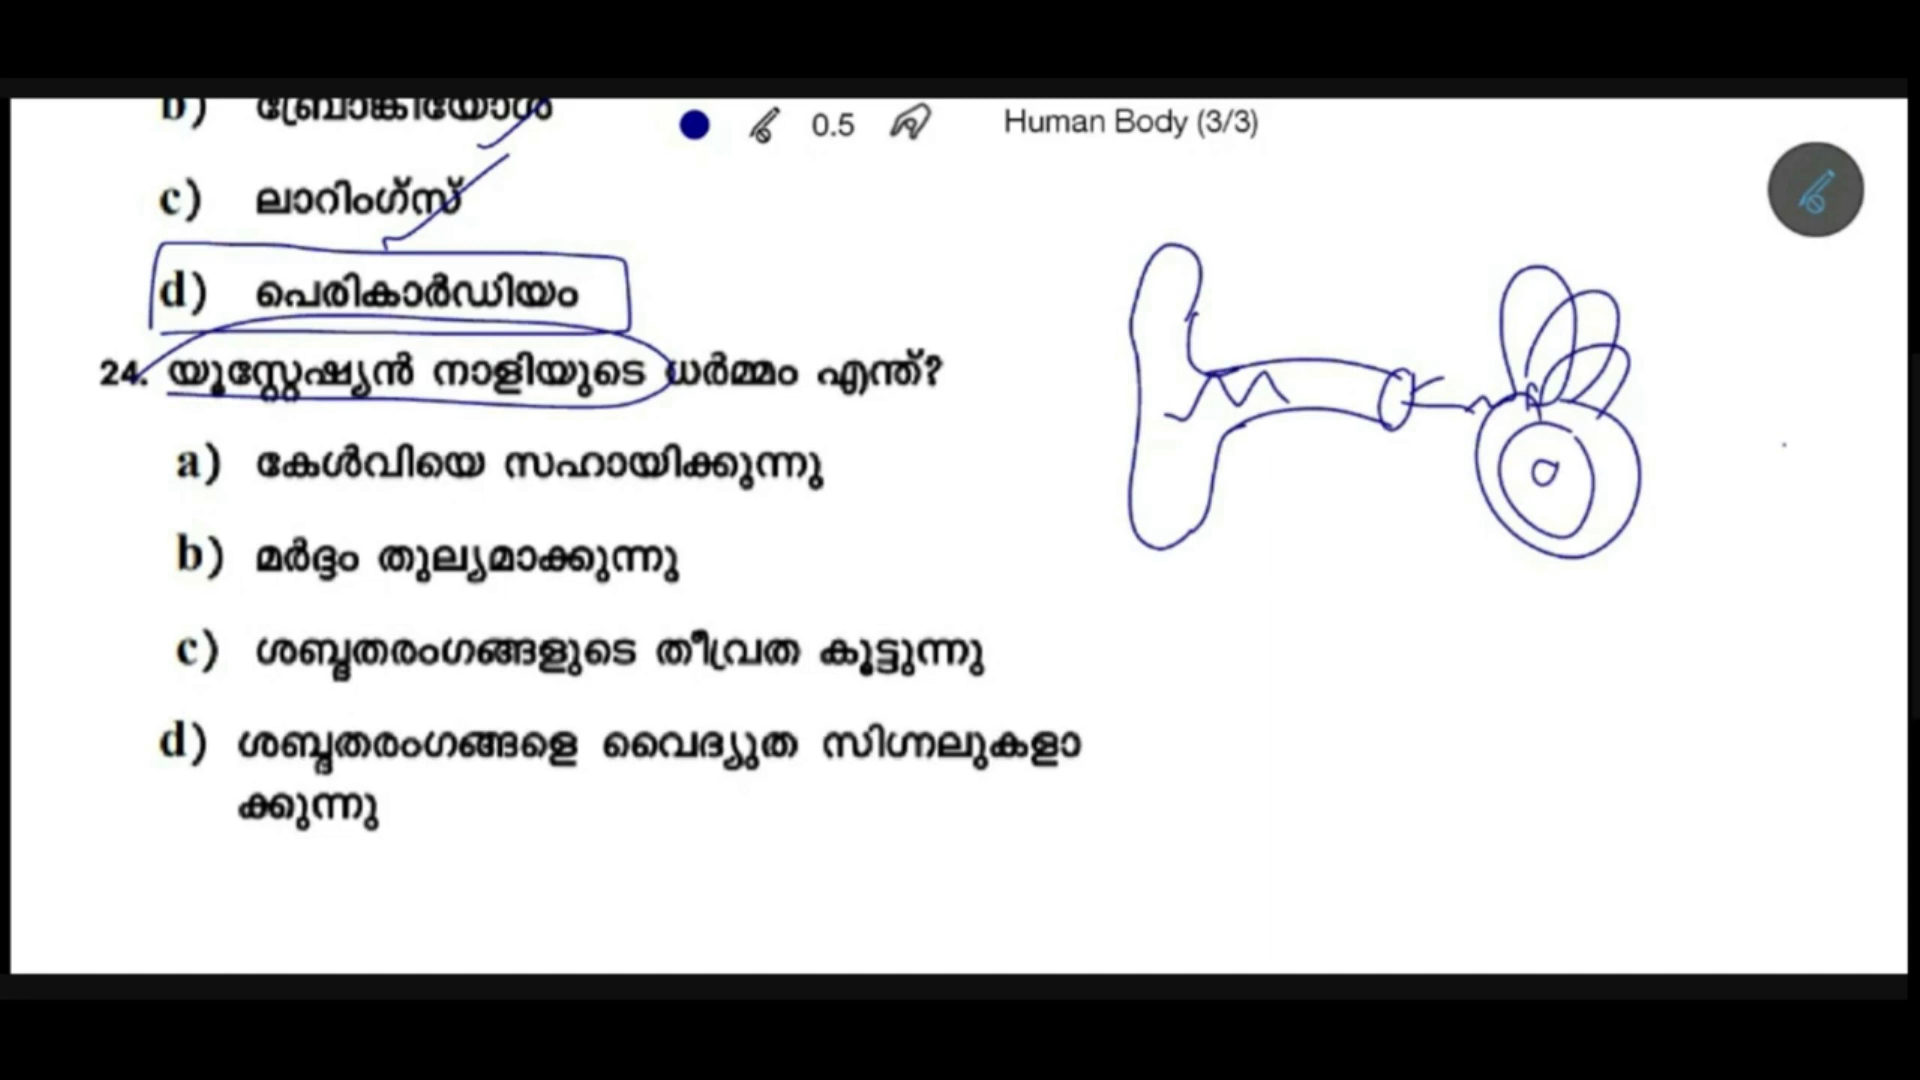 b) ബ്രോങ്കിയോൾ
0.5 Human Body (3/3)
c) ലാറിംഗ്സ്
d) പെരികാർഡിയം
24. യൂസ്റ്റേഷ്യൻ നാളിയുടെ ധർമ്മം എന്ത്?
a) കേൾവിയെ സഹായിക്കുന്നു
b) മർദ്ദം തുല്യമാക്കുന്നു
c) ശബ്ദതരംഗങ്ങളുടെ തീവ്രത കൂട്ടുന്നു
d) ശബ്ദതരംഗങ്ങളെ വൈദ്യുത സിഗ്നലുകളാ
ക്കുന്നു